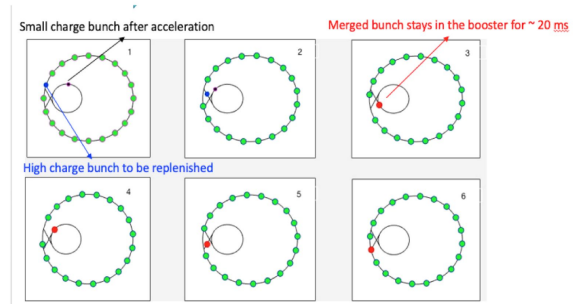 Small charge bunch after acceleration
Merged bunch stays in the booster for ~ 20 ms
1
2
3
High charge bunch to be replenished
4
5
6